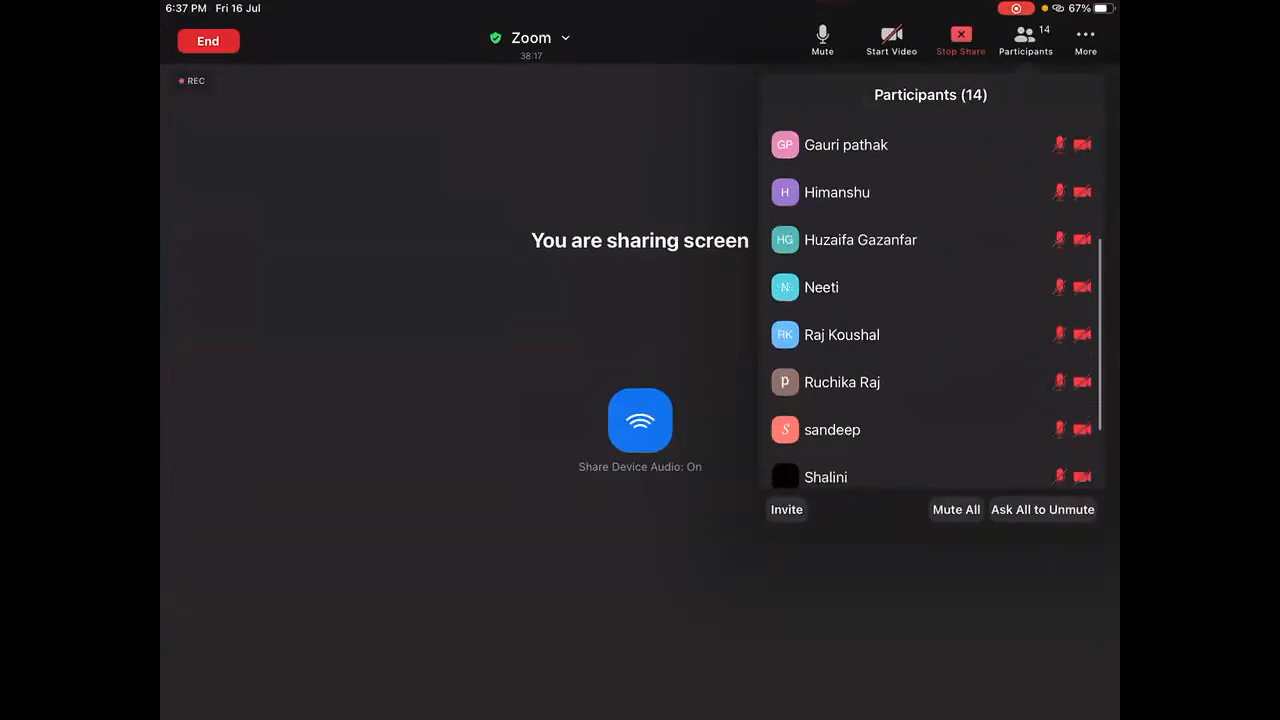 6:37 PM Fri 16 Jul
67%
End
Zoom
38:17
Mute
Start Video
Stop Share
Participants
14
More
REC
Participants (14)
GP Gauri pathak
H Himanshu
HG Huzaifa Gazanfar
You are sharing screen
N Neeti
RK Raj Koushal
P Ruchika Raj
S sandeep
Shalini
Share Device Audio: On
Invite
Mute All
Ask All to Unmute